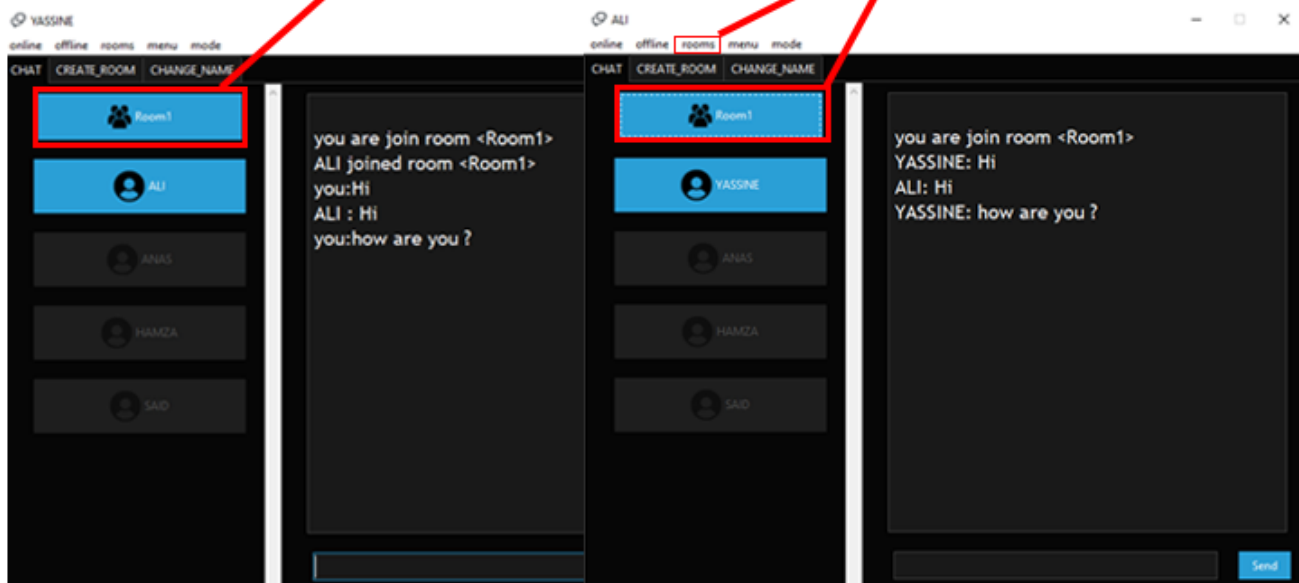 YASSINE
online offline rooms menu mode
CHAT CREATE_ROOM CHANGE_NAME
Room1
ALI
ANAS
HAMZA
SAID
you are join room <Room1>
ALI joined room <Room1>
you:Hi
ALI : Hi
you:how are you ?
ALI
online offline rooms menu mode
CHAT CREATE_ROOM CHANGE_NAME
Room1
YASSINE
ANAS
HAMZA
SAID
you are join room <Room1>
YASSINE: Hi
ALI: Hi
YASSINE: how are you ?
Send